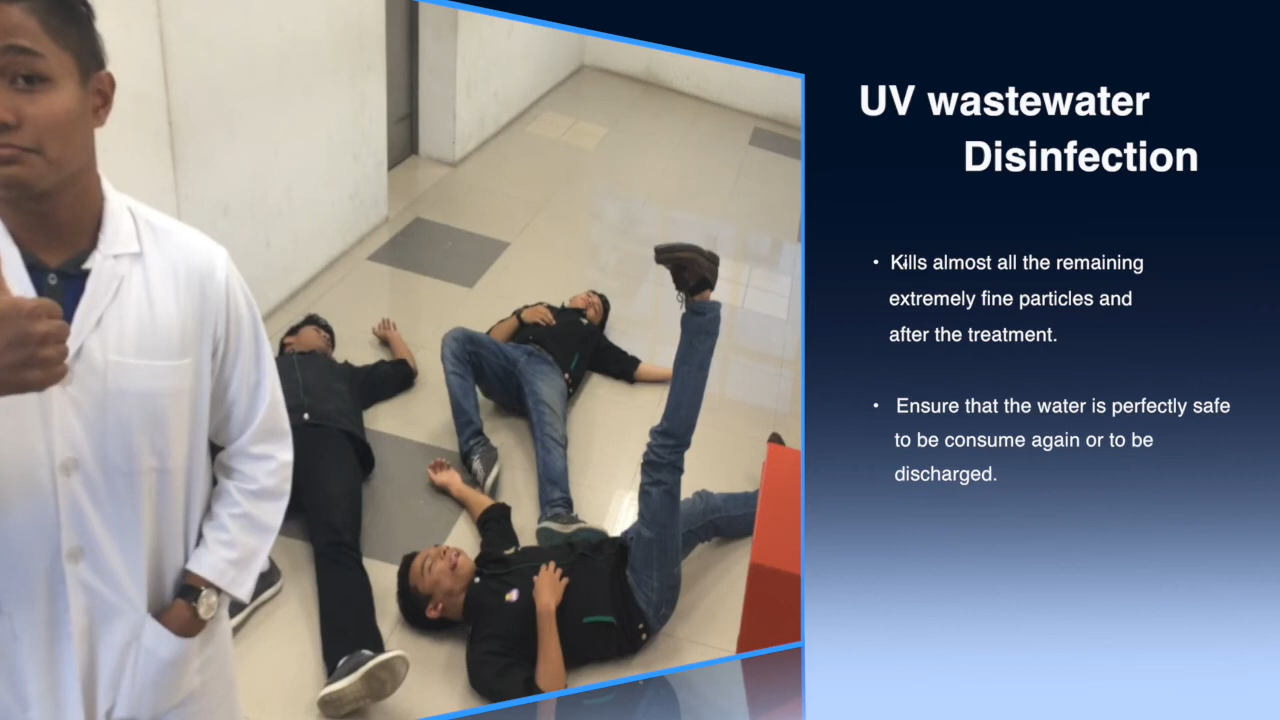 UV wastewater
Disinfection
• Kills almost all the remaining
extremely fine particles and
after the treatment.
• Ensure that the water is perfectly safe
to be consume again or to be
discharged.